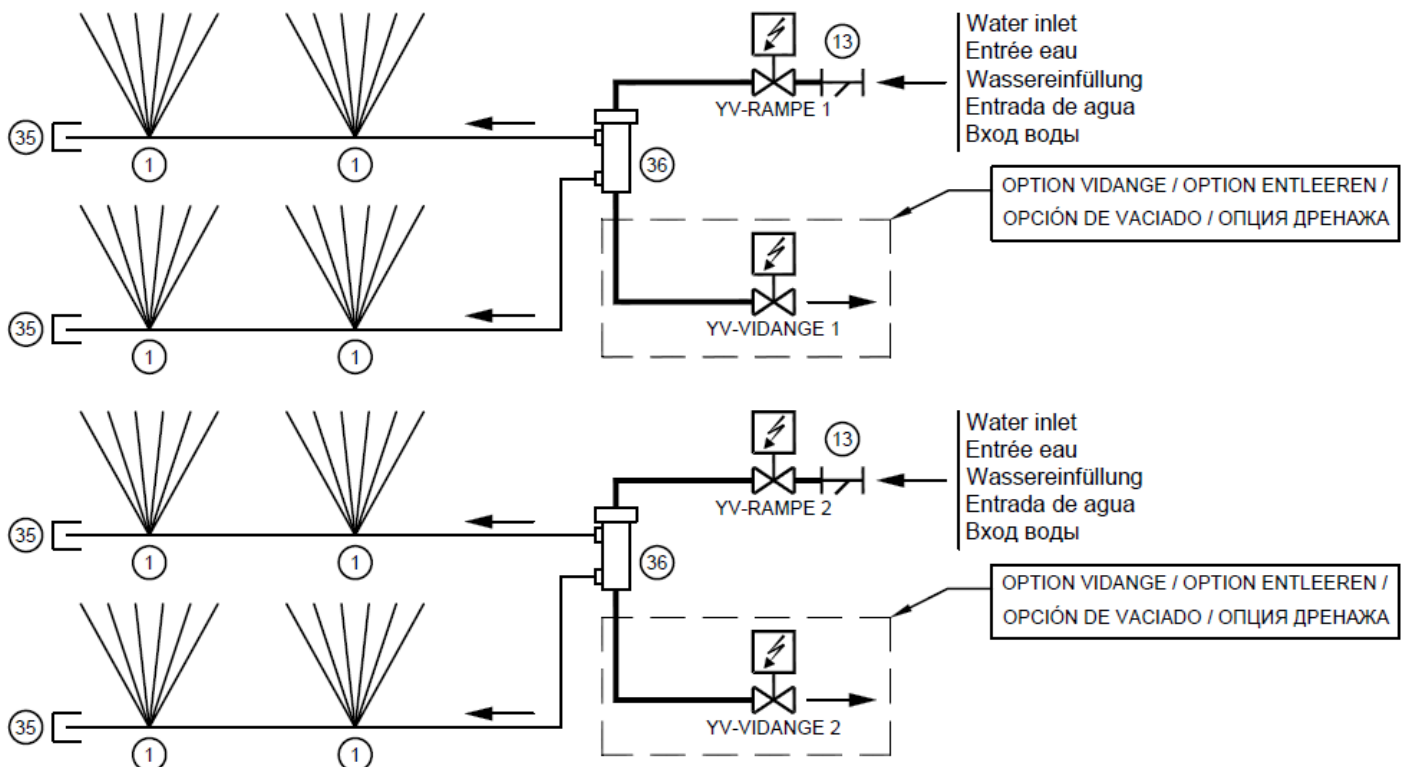 13
Water inlet
Entrée eau
Wassereinfüllung
Entrada de agua
Вход воды
YV-RAMPE 1
35
1
1
36
OPTION VIDANGE / OPTION ENTLEEREN /
OPCIÓN DE VACIADO / ОПЦИЯ ДРЕНАЖА
35
1
1
YV-VIDANGE 1
13
Water inlet
Entrée eau
Wassereinfüllung
Entrada de agua
Вход воды
YV-RAMPE 2
35
1
1
36
OPTION VIDANGE / OPTION ENTLEEREN /
OPCIÓN DE VACIADO / ОПЦИЯ ДРЕНАЖА
35
1
1
YV-VIDANGE 2